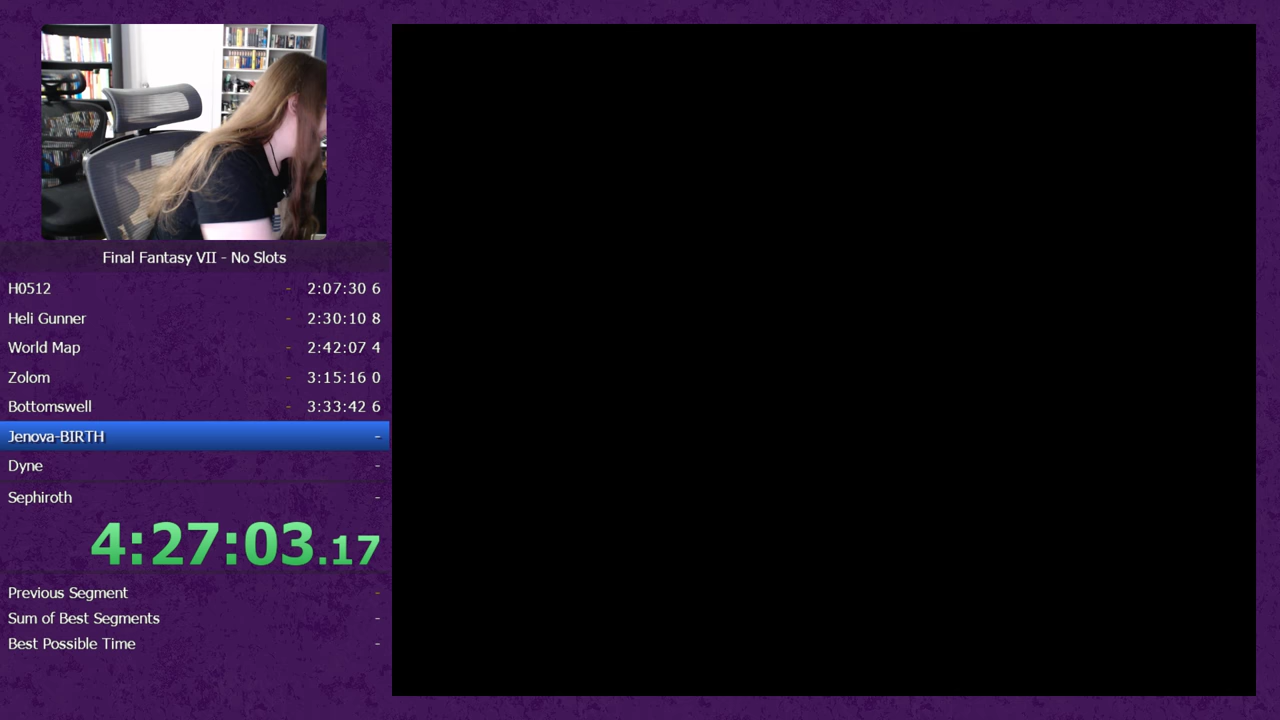 Final Fantasy VII - No Slots
H0512 - 2:07:30 6
Heli Gunner - 2:30:10 8
World Map - 2:42:07 4
Zolom - 3:15:16 0
Bottomswell - 3:33:42 6
Jenova-BIRTH -
Dyne -
Sephiroth -
4:27:03.17
Previous Segment -
Sum of Best Segments -
Best Possible Time -